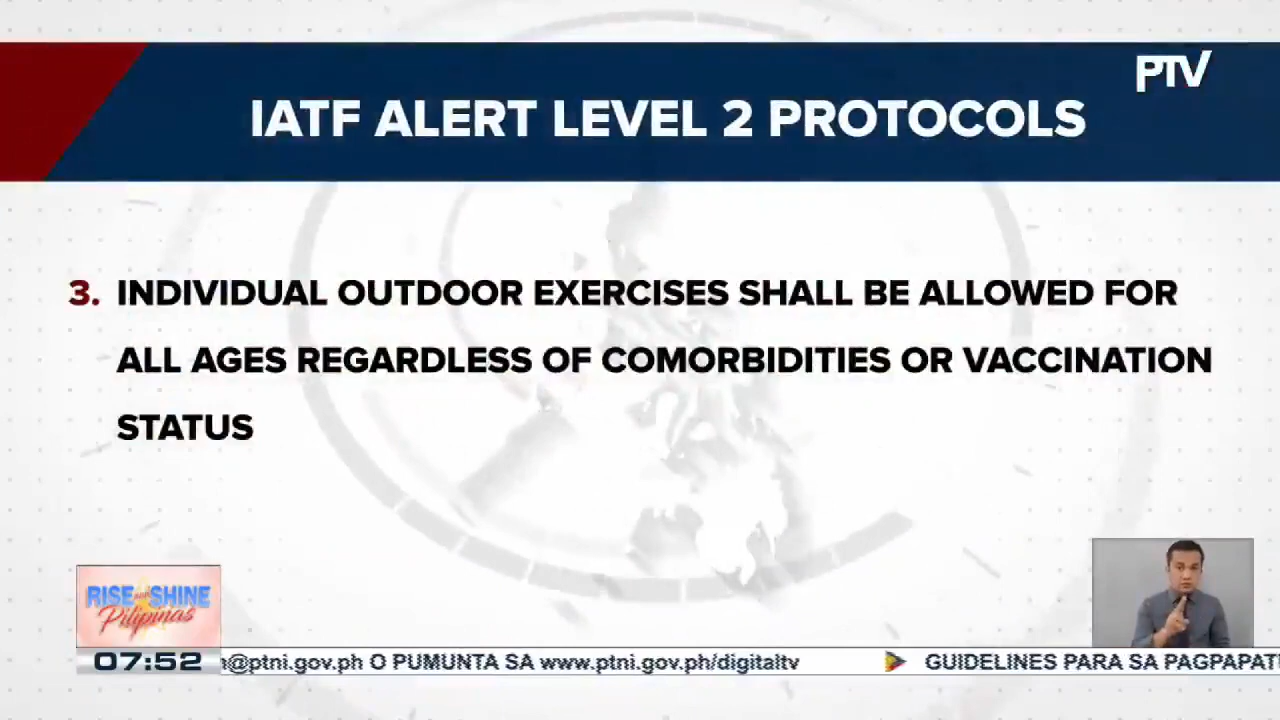 PTV
IATF ALERT LEVEL 2 PROTOCOLS
3. INDIVIDUAL OUTDOOR EXERCISES SHALL BE ALLOWED FOR
ALL AGES REGARDLESS OF COMORBIDITIES OR VACCINATION
STATUS
RISE and SHINE
Pilipinas
07:52
@ptni.gov.ph O PUMUNTA SA www.ptni.gov.ph/digitaltv GUIDELINES PARA SA PAGPAPAT